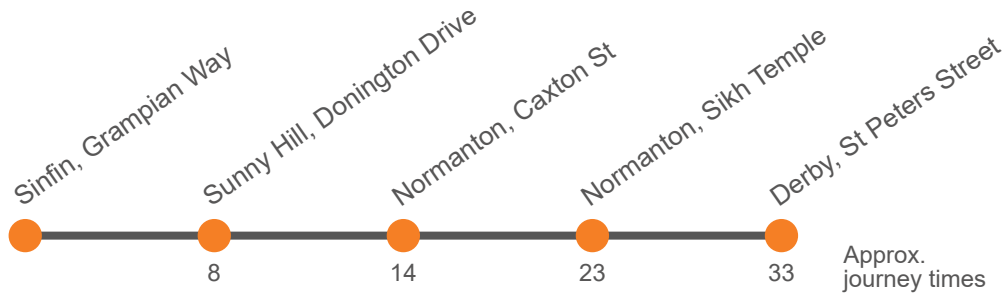 Sinfin, Grampian Way
Sunny Hill, Donington Drive
Normanton, Caxton St
Normanton, Sikh Temple
Derby, St Peters Street
8
14
23
33
Approx.
journey times